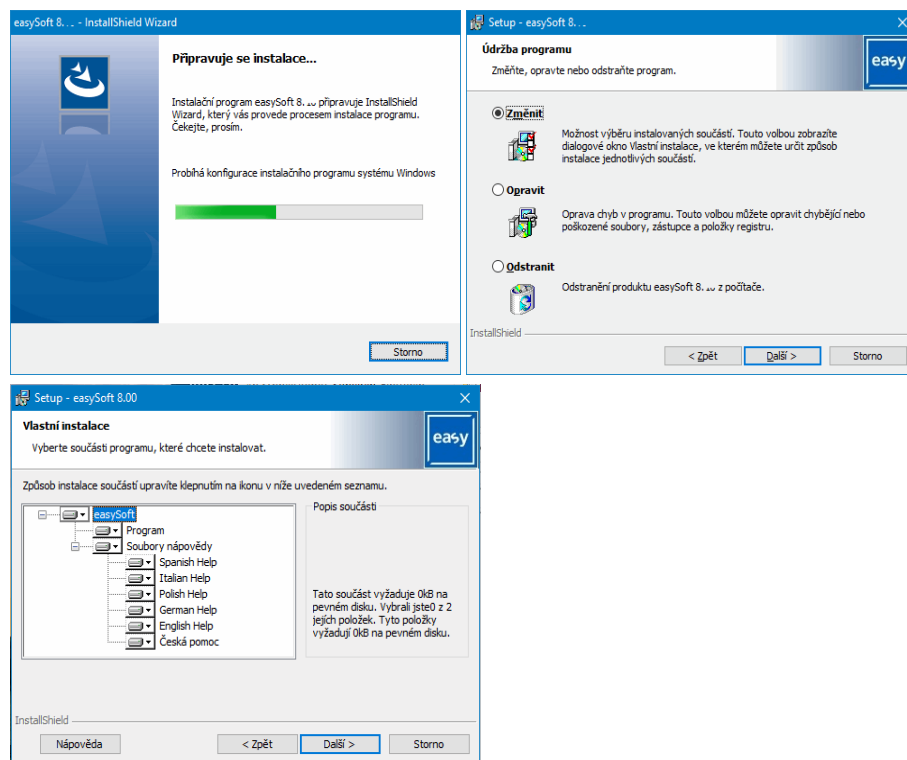 easySoft 8... - InstallShield Wizard
Připravuje se instalace...
Instalační program easySoft 8. připravuje InstallShield
Wizard, který vás provede procesem instalace programu.
Čekejte, prosím.
Probíhá konfigurace instalačního programu systému Windows
Storno
Setup - easySoft 8...
Údržba programu
Změňte, opravte nebo odstraňte program.
easy
Změnit
Možnost výběru instalovaných součástí. Touto volbou zobrazíte
dialogové okno Vlastní instalace, ve kterém můžete určit způsob
instalace jednotlivých součástí.
Opravit
Oprava chyb v programu. Touto volbou můžete opravit chybějící nebo
poškozené soubory, zástupce a položky registru.
Odstranit
Odstranění produktu easySoft 8. z počítače.
InstallShield
< Zpět
Další >
Storno
Setup - easySoft 8.00
Vlastní instalace
Vyberte součásti programu, které chcete instalovat.
easy
Způsob instalace součástí upravíte klepnutím na ikonu v níže uvedeném seznamu.
easySoft
Program
Soubory nápovědy
Spanish Help
Italian Help
Polish Help
German Help
English Help
Česká pomoc
Popis součásti
Tato součást vyžaduje 0kB na
pevném disku. Vybrali jste0 z 2
jejích položek. Tyto položky
vyžadují 0kB na pevném disku.
InstallShield
Nápověda
< Zpět
Další >
Storno